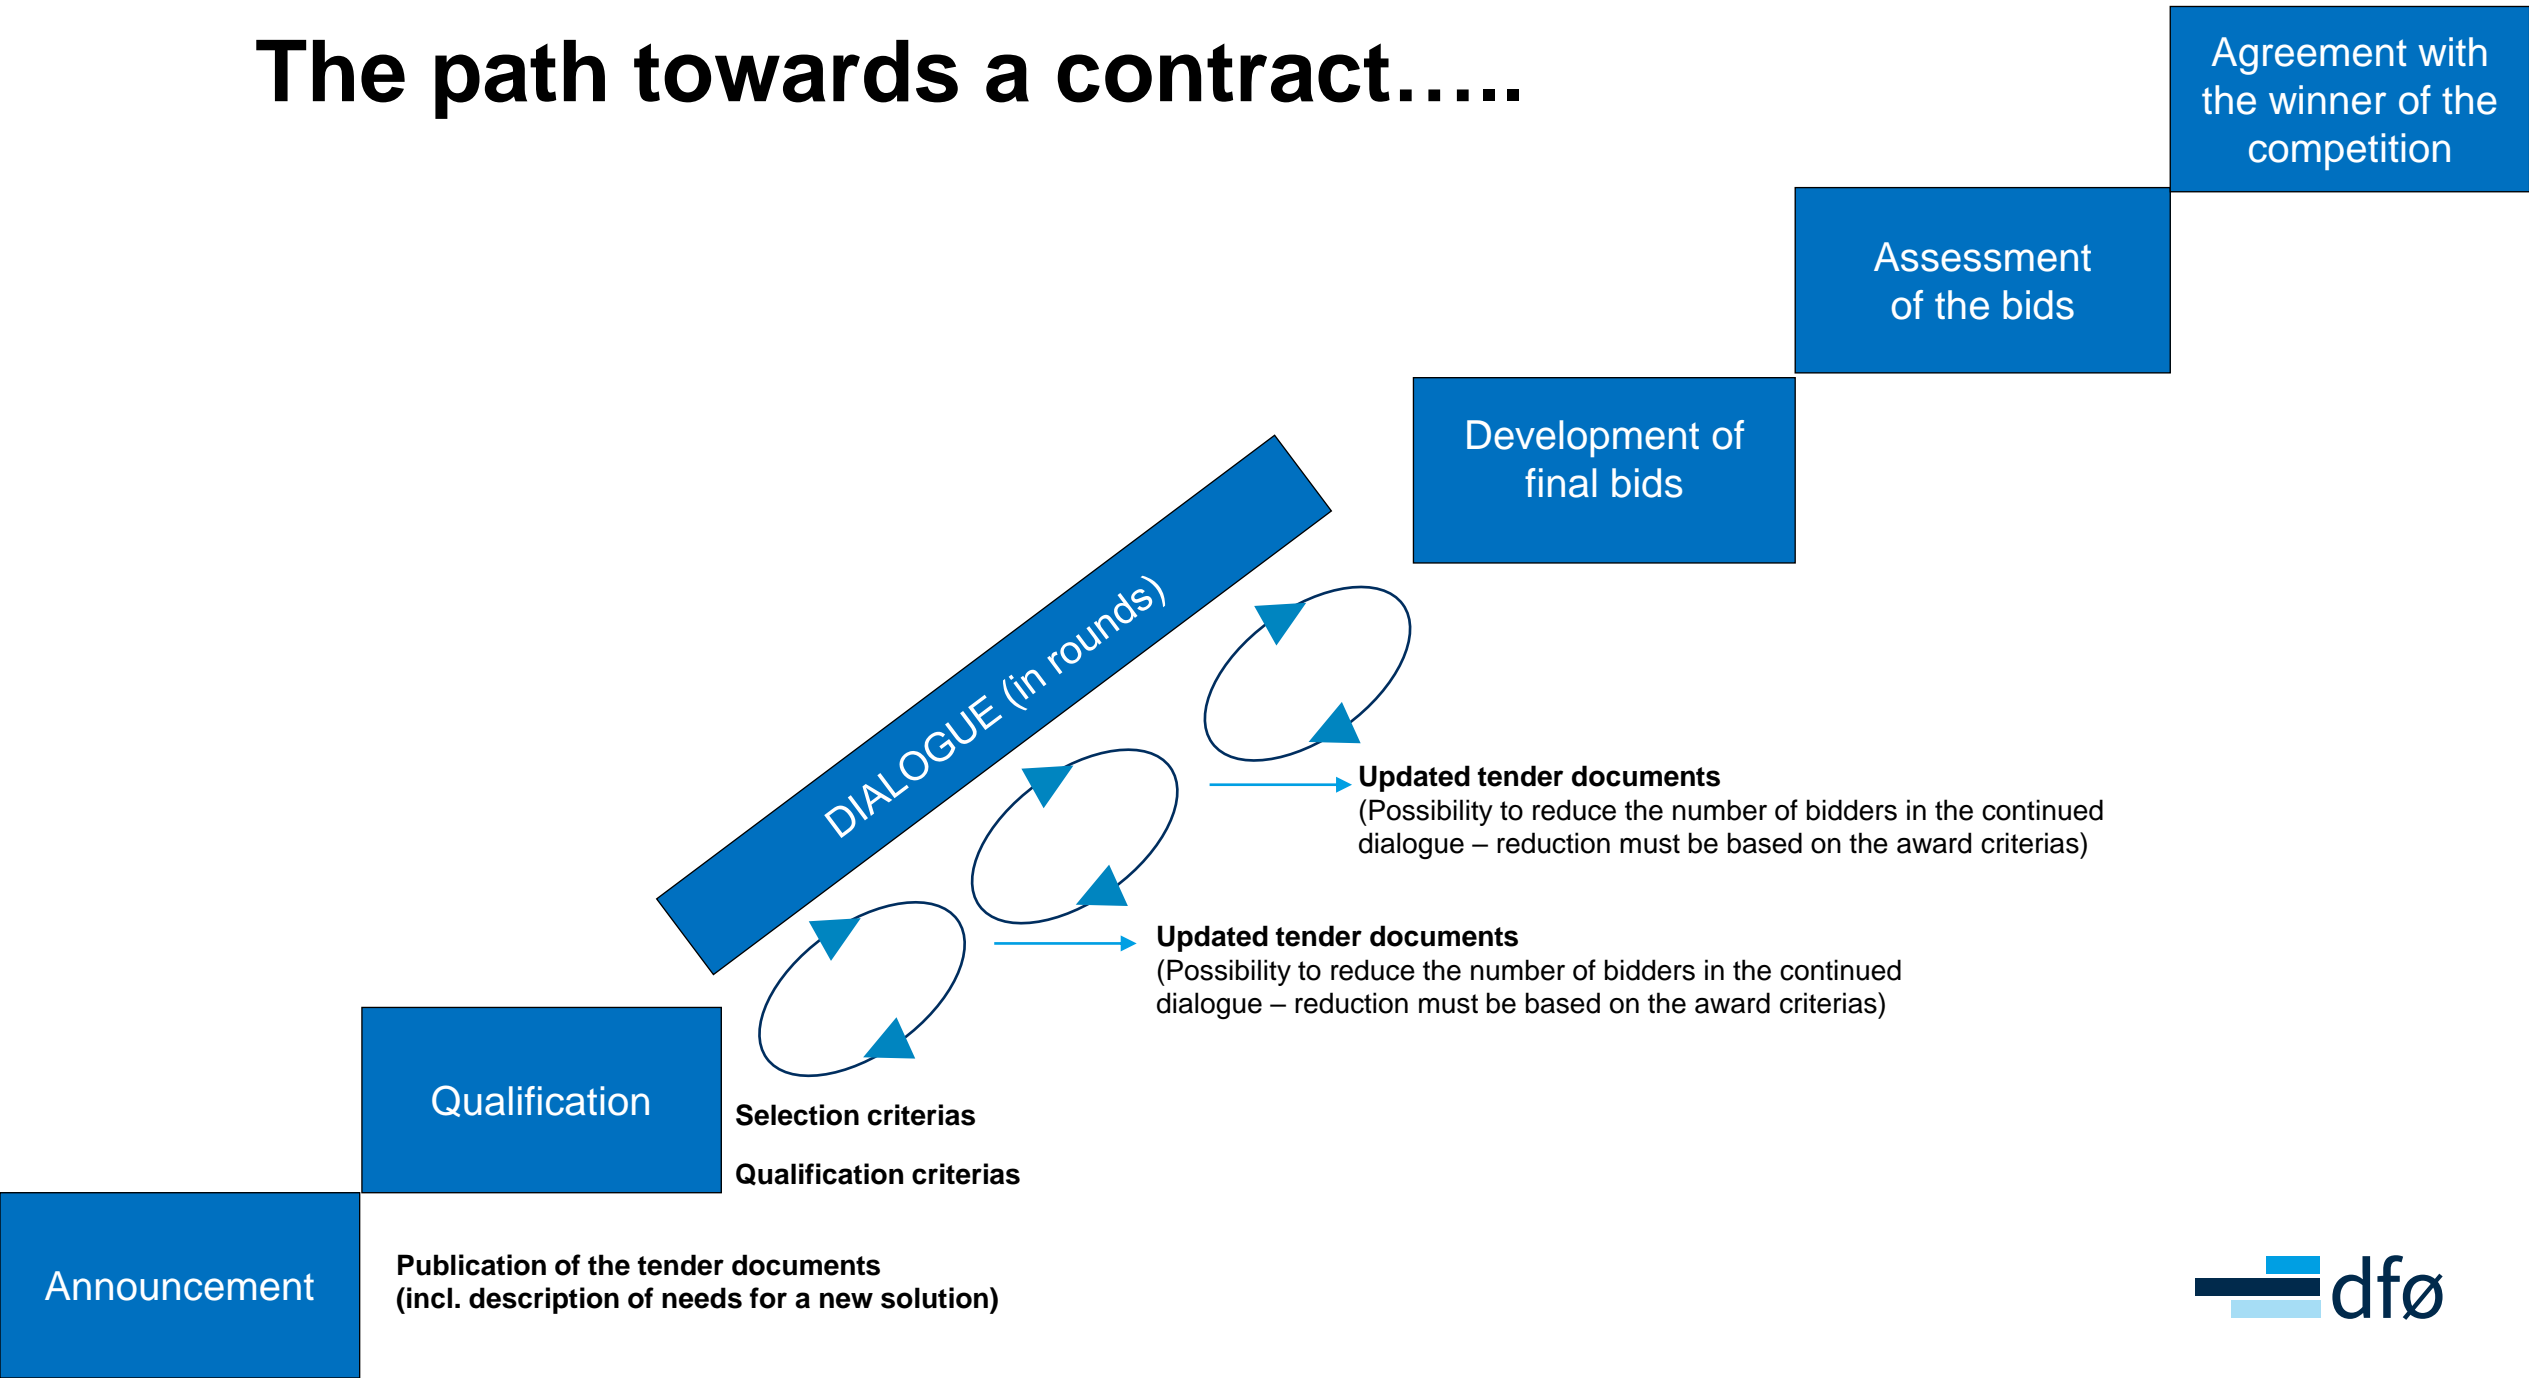 The path towards a contract…..
Agreement with
the winner of the
competition
Assessment
of the bids
Development of
final bids
DIALOGUE (in rounds)
Updated tender documents
(Possibility to reduce the number of bidders in the continued
dialogue – reduction must be based on the award criterias)
Updated tender documents
(Possibility to reduce the number of bidders in the continued
dialogue – reduction must be based on the award criterias)
Qualification
Selection criterias
Qualification criterias
Announcement
Publication of the tender documents
(incl. description of needs for a new solution)
dfø